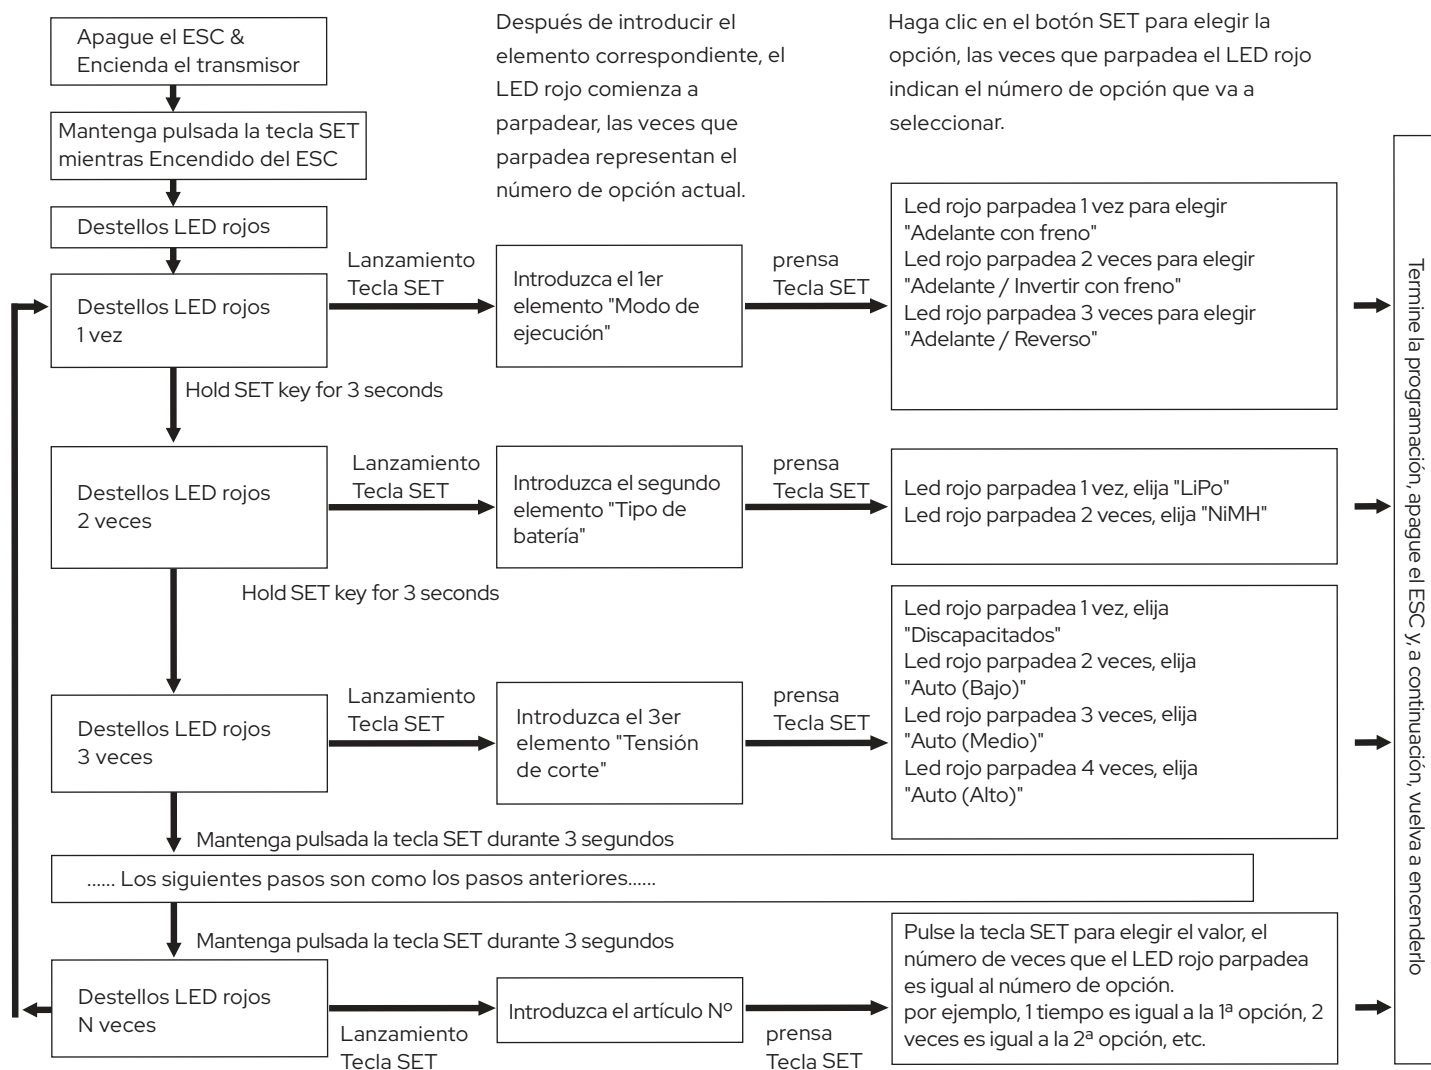 Apague el ESC &
Encienda el transmisor
Después de introducir el
elemento correspondiente, el
LED rojo comienza a
parpadear, las veces que
parpadea representan el
número de opción actual.
Haga clic en el botón SET para elegir la
opción, las veces que parpadea el LED rojo
indican el número de opción que va a
seleccionar.
Mantenga pulsada la tecla SET
mientras Encendido del ESC
Destellos LED rojos
Destellos LED rojos
1 vez
Lanzamiento
Tecla SET
Introduzca el 1er
elemento "Modo de
ejecución"
prensa
Tecla SET
Led rojo parpadea 1 vez para elegir
"Adelante con freno"
Led rojo parpadea 2 veces para elegir
"Adelante / Invertir con freno"
Led rojo parpadea 3 veces para elegir
"Adelante / Reverso"
Hold SET key for 3 seconds
Destellos LED rojos
2 veces
Lanzamiento
Tecla SET
Introduzca el segundo
elemento "Tipo de
batería"
prensa
Tecla SET
Led rojo parpadea 1 vez, elija "LiPo"
Led rojo parpadea 2 veces, elija "NiMH"
Hold SET key for 3 seconds
Destellos LED rojos
3 veces
Lanzamiento
Tecla SET
Introduzca el 3er
elemento "Tensión
de corte"
prensa
Tecla SET
Led rojo parpadea 1 vez, elija
"Discapacitados"
Led rojo parpadea 2 veces, elija
"Auto (Bajo)"
Led rojo parpadea 3 veces, elija
"Auto (Medio)"
Led rojo parpadea 4 veces, elija
"Auto (Alto)"
Mantenga pulsada la tecla SET durante 3 segundos
...... Los siguientes pasos son como los pasos anteriores......
Mantenga pulsada la tecla SET durante 3 segundos
Destellos LED rojos
N veces
Lanzamiento
Tecla SET
Introduzca el artículo Nº
prensa
Tecla SET
Pulse la tecla SET para elegir el valor, el
número de veces que el LED rojo parpadea
es igual al número de opción.
por ejemplo, 1 tiempo es igual a la 1ª opción, 2
veces es igual a la 2ª opción, etc.
Termine la programación, apague el ESC y, a continuación, vuelva a encenderlo